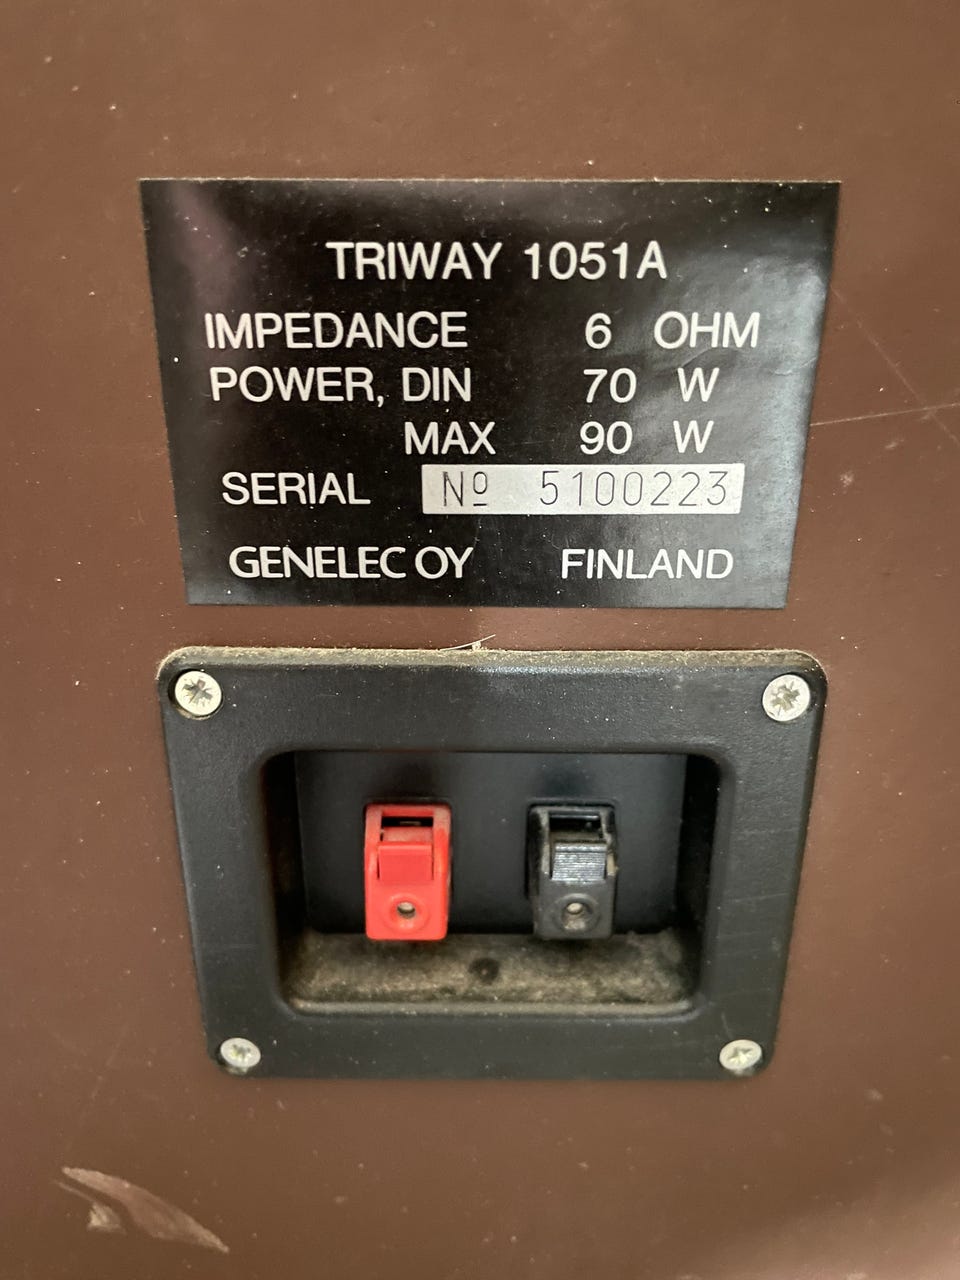 TRIWAY 1051A
IMPEDANCE 6 OHM
POWER, DIN 70 W
MAX 90 W
SERIAL Nº 5100223
GENELEC OY FINLAND